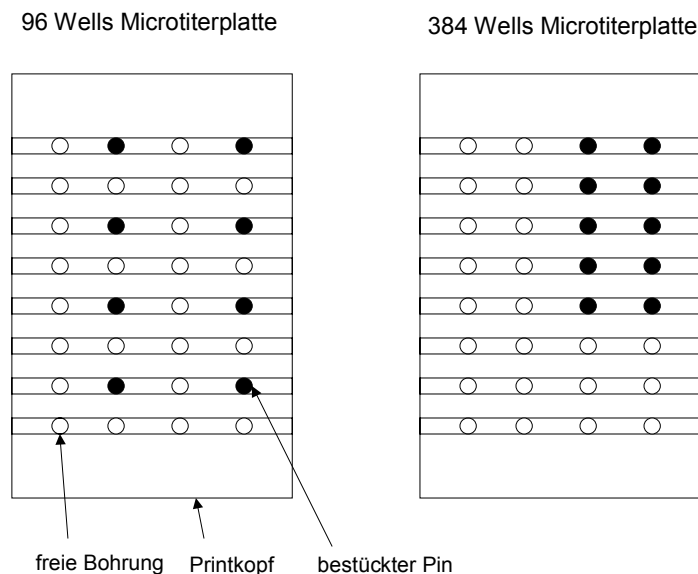 96 Wells Microtiterplatte
384 Wells Microtiterplatte
freie Bohrung
Printkopf
bestückter Pin